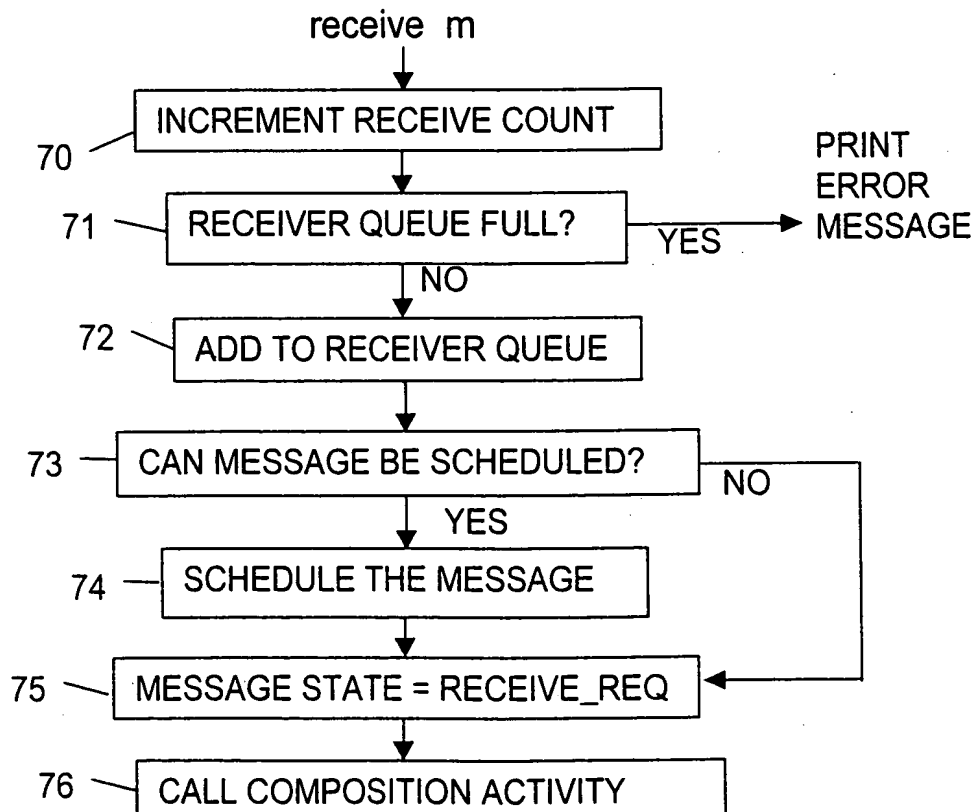 receive m
INCREMENT RECEIVE COUNT
70
PRINT
ERROR
MESSAGE
71
RECEIVER QUEUE FULL?
YES
NO
72
ADD TO RECEIVER QUEUE
73
CAN MESSAGE BE SCHEDULED?
NO
YES
74
SCHEDULE THE MESSAGE
75
MESSAGE STATE = RECEIVE_REQ
76
CALL COMPOSITION ACTIVITY